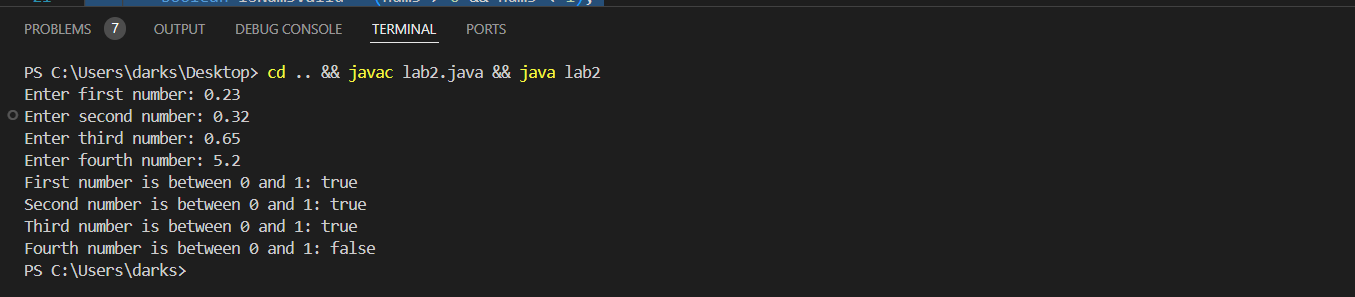 PROBLEMS 7 OUTPUT DEBUG CONSOLE TERMINAL PORTS
PS C:\Users\darks\Desktop> cd .. && javac lab2.java && java lab2
Enter first number: 0.23
Enter second number: 0.32
Enter third number: 0.65
Enter fourth number: 5.2
First number is between 0 and 1: true
Second number is between 0 and 1: true
Third number is between 0 and 1: true
Fourth number is between 0 and 1: false
PS C:\Users\darks>